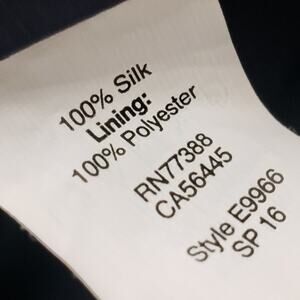 100% Silk
Lining:
100% Polyester
RN77388
CA56445
Style E9966
SP 16